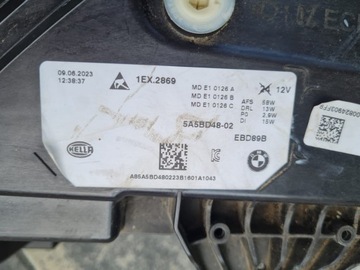 09.08.2023
12:38:37
1EX.2869
MD E1 0126 A
MD E1 0126 B
MD E1 0126 C
12V
AFS 58W
DRL 13W
PO 2,9W
DI 15W
5A5BD48-02
EBD89B
HELLA
A85A5BD480223B1801A1043